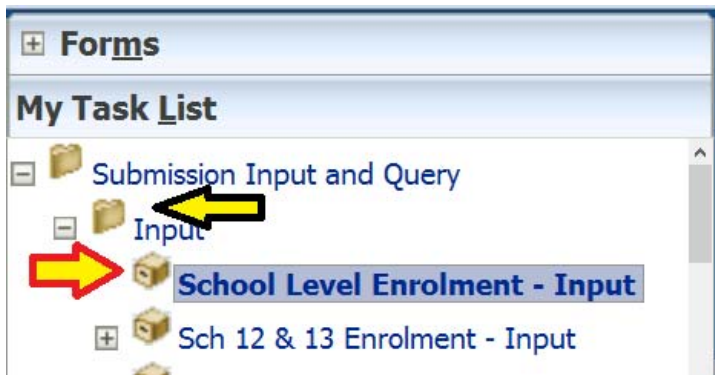 Forms
My Task List
Submission Input and Query
Input
School Level Enrolment - Input
Sch 12 & 13 Enrolment - Input